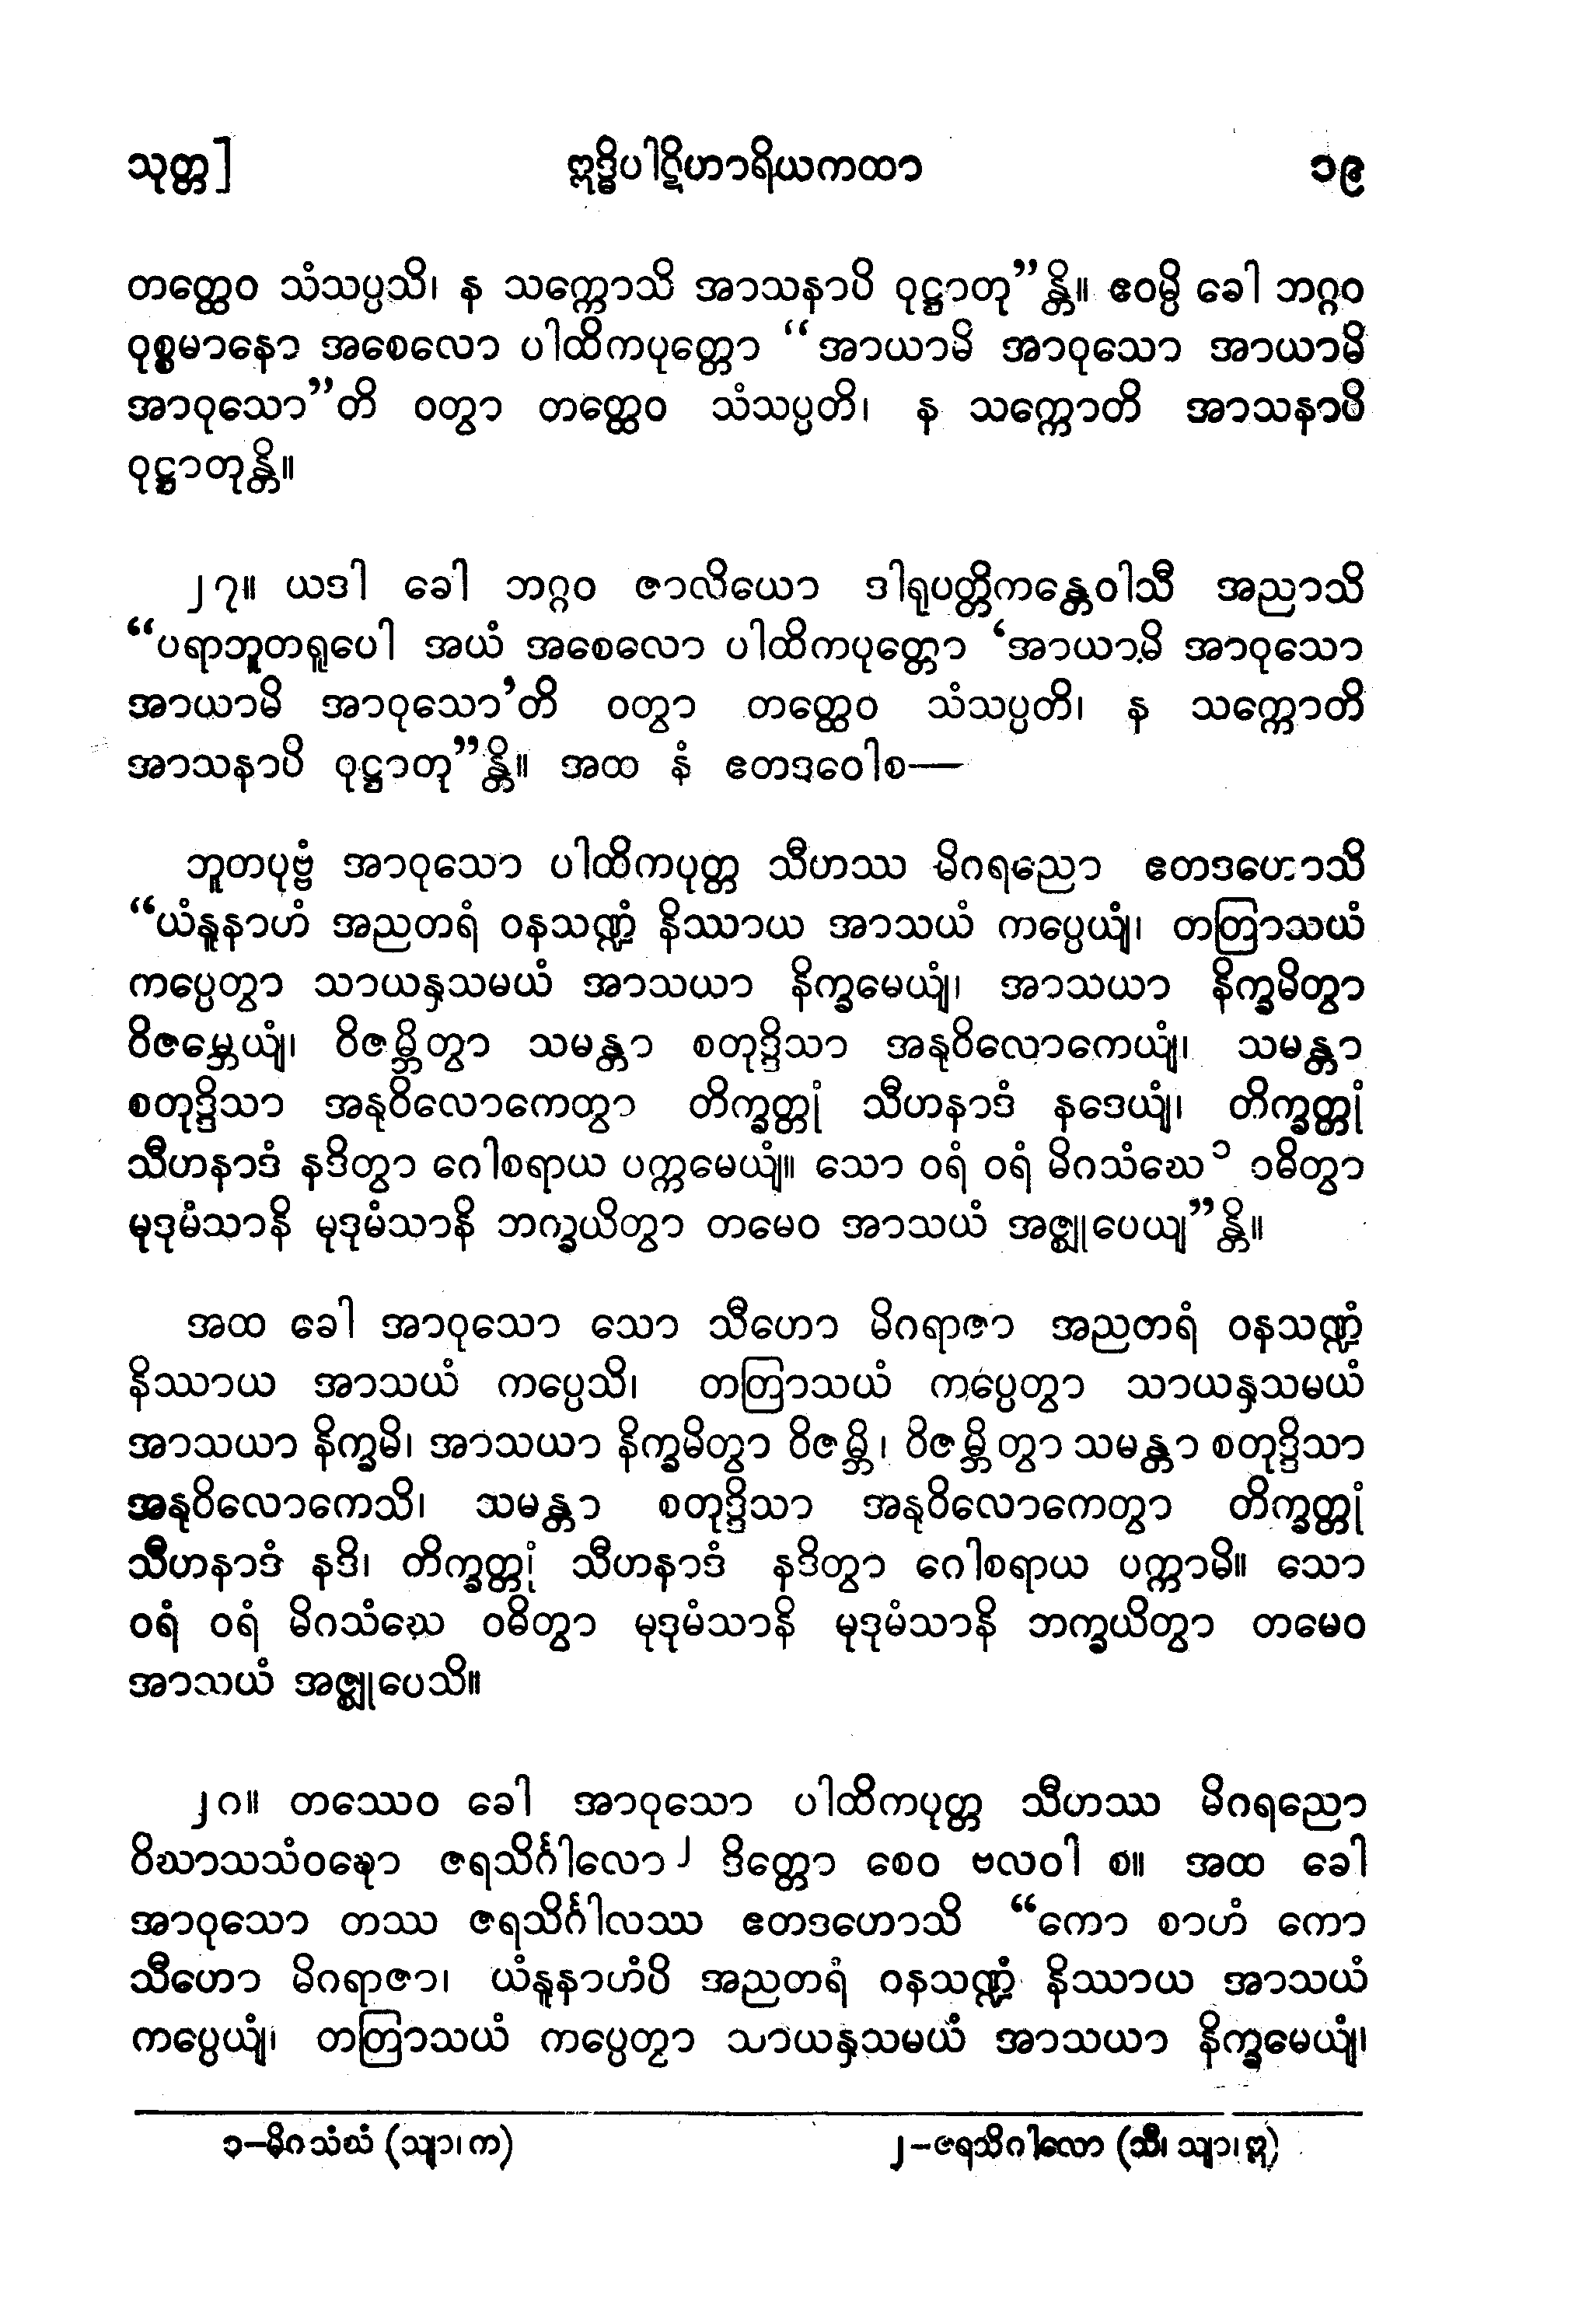 သုတ္တ] ဣဒ္ဓိပါဋိဟာရိယကထာ ၁၉
တတ္ထေဝ သံသပ္ပသိ၊ န သက္ကောသိ အာသနာပိ ဝုဋ္ဌာတု”န္တိ။ ဧဝမ္ပိ ခေါ ဘဂ္ဂဝ
ဝုစ္စမာနော အစေလော ပါထိကပုတ္တော “အာယာမိ အာဝုသော အာယာမိ
အာဝုသော”တိ ဝတွာ တတ္ထေဝ သံသပ္ပတိ၊ န သက္ကောတိ အာသနာပိ
ဝုဋ္ဌာတုန္တိ။
၂၇။ ယဒါ ခေါ ဘဂ္ဂဝ ဇာလိယော ဒါရုပတ္တိကန္တေဝါသီ အညာသိ
“ပရာဘူတရူပေါ အယံ အစေလော ပါထိကပုတ္တော ‘အာယာမိ အာဝုသော
အာယာမိ အာဝုသော’တိ ဝတွာ တတ္ထေဝ သံသပ္ပတိ၊ န သက္ကောတိ
အာသနာပိ ဝုဋ္ဌာတု”န္တိ။ အထ နံ ဧတဒဝေါစ—
ဘူတပုဗ္ဗံ အာဝုသော ပါထိကပုတ္တ သီဟဿ မိဂရညော ဧတဒဟောသိ
“ယံနူနာဟံ အညတရံ ဝနသဏ္ဍံ နိဿာယ အာသယံ ကပ္ပေယျံ၊ တတြာသယံ
ကပ္ပေတွာ သာယနှသမယံ အာသယာ နိက္ခမေယျံ၊ အာသယာ နိက္ခမိတွာ
ဝိဇမ္ဘေယျံ၊ ဝိဇမ္ဘိတွာ သမန္တာ စတုဒ္ဒိသာ အနုဝိလောကေယျံ၊ သမန္တာ
စတုဒ္ဒိသာ အနုဝိလောကေတွာ တိက္ခတ္တုံ သီဟနာဒံ နဒေယျံ၊ တိက္ခတ္တုံ
သီဟနာဒံ နဒိတွာ ဂေါစရာယ ပက္ကမေယျံ။ သော ဝရံ ဝရံ မိဂသံဃေ ၁ ဝဓိတွာ
မုဒုမံသာနိ မုဒုမံသာနိ ဘက္ခယိတွာ တမေဝ အာသယံ အဇ္ဈုပေယျ”န္တိ။
အထ ခေါ အာဝုသော သော သီဟော မိဂရာဇာ အညတရံ ဝနသဏ္ဍံ
နိဿာယ အာသယံ ကပ္ပေသိ၊ တတြာသယံ ကပ္ပေတွာ သာယနှသမယံ
အာသယာ နိက္ခမိ၊ အာသယာ နိက္ခမိတွာ ဝိဇမ္ဘိ၊ ဝိဇမ္ဘိတွာ သမန္တာ စတုဒ္ဒိသာ
အနုဝိလောကေသိ၊ သမန္တာ စတုဒ္ဒိသာ အနုဝိလောကေတွာ တိက္ခတ္တုံ
သီဟနာဒံ နဒိ၊ တိက္ခတ္တုံ သီဟနာဒံ နဒိတွာ ဂေါစရာယ ပက္ကာမိ။ သော
ဝရံ ဝရံ မိဂသံဃေ ဝဓိတွာ မုဒုမံသာနိ မုဒုမံသာနိ ဘက္ခယိတွာ တမေဝ
အာသယံ အဇ္ဈုပေသိ။
၂၈။ တဿေဝ ခေါ အာဝုသော ပါထိကပုတ္တ သီဟဿ မိဂရညော
ဝိဃာသသံဝဍ္ဎော ဇရသိင်္ဂါလော ၂ ဒိတ္တော စေဝ ဗလဝါ စ။ အထ ခေါ
အာဝုသော တဿ ဇရသိင်္ဂါလဿ ဧတဒဟောသိ “ကော စာဟံ ကော
သီဟော မိဂရာဇာ၊ ယံနူနာဟံပိ အညတရံ ဝနသဏ္ဍံ နိဿာယ အာသယံ
ကပ္ပေယျံ၊ တတြာသယံ ကပ္ပေတွာ သာယနှသမယံ အာသယာ နိက္ခမေယျံ၊
၁–မိဂသံဃံ (သျာ၊ က) ၂–ဇရသိဂါလော (သီ၊ သျာ၊ ဣ)